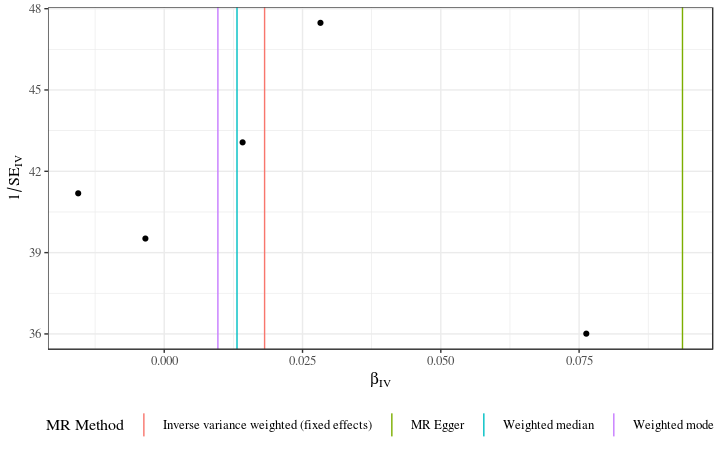 48
45
42
39
36
1/SE_IV
0.000 0.025 0.050 0.075
β_IV
MR Method Inverse variance weighted (fixed effects) MR Egger Weighted median Weighted mode